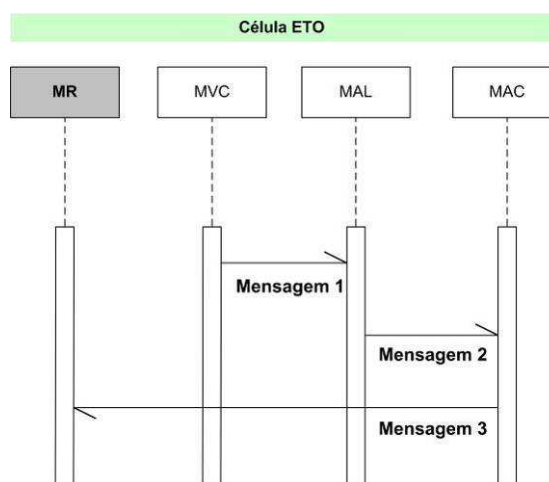 Célula ETO
MR MVC MAL MAC
Mensagem 1
Mensagem 2
Mensagem 3